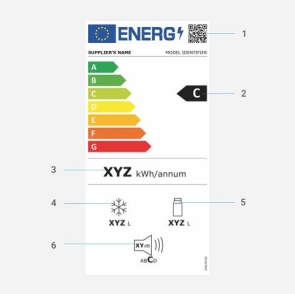 ENERG
1
SUPPLIER'S NAME MODEL IDENTIFIER
A
B
C
D
E
F
G
C
2
3
XYZ kWh/annum
4
5
XYZ L
XYZ L
6
XY dB
ABCD